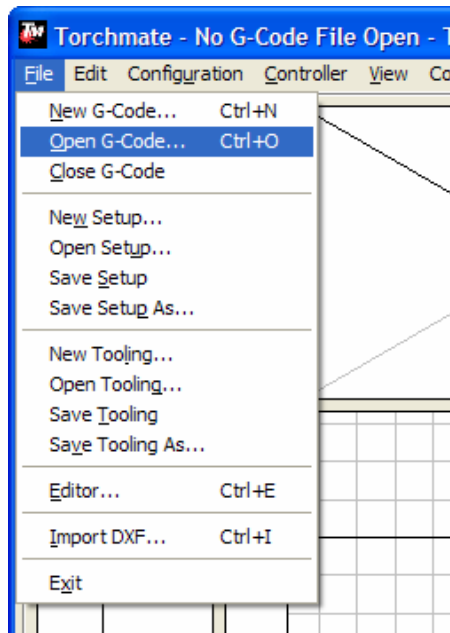 Torchmate - No G-Code File Open - T
File Edit Configuration Controller View Co
New G-Code... Ctrl+N
Open G-Code... Ctrl+O
Close G-Code
New Setup...
Open Setup...
Save Setup
Save Setup As...
New Tooling...
Open Tooling...
Save Tooling
Save Tooling As...
Editor... Ctrl+E
Import DXF... Ctrl+I
Exit